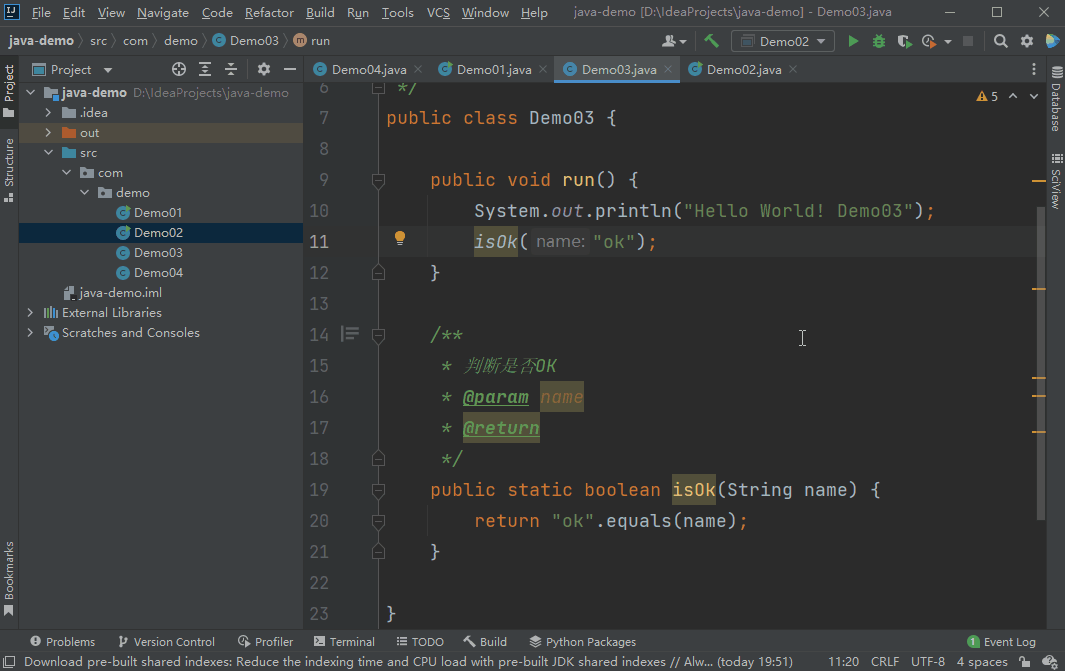 File Edit View Navigate Code Refactor Build Run Tools VCS Window Help java-demo [D:\IdeaProjects\java-demo] - Demo03.java
java-demo src com demo Demo03 run Demo02
Project Demo04.java Demo01.java Demo03.java Demo02.java
java-demo D:\IdeaProjects\java-demo
.idea
out
src
com
demo
Demo01
Demo02
Demo03
Demo04
java-demo.iml
External Libraries
Scratches and Consoles
Project
Structure
Bookmarks
6 */
7 public class Demo03 {
8
9 public void run() {
10 System.out.println("Hello World! Demo03");
11 isOk( name: "ok");
12 }
13
14 /**
15 * 判断是否OK
16 * @param name
17 * @return
18 */
19 public static boolean isOk(String name) {
20 return "ok".equals(name);
21 }
22
23 }
5
Database
SciView
Problems Version Control Profiler Terminal TODO Build Python Packages 1 Event Log
Download pre-built shared indexes: Reduce the indexing time and CPU load with pre-built JDK shared indexes // Alw... (today 19:51) 11:20 CRLF UTF-8 4 spaces